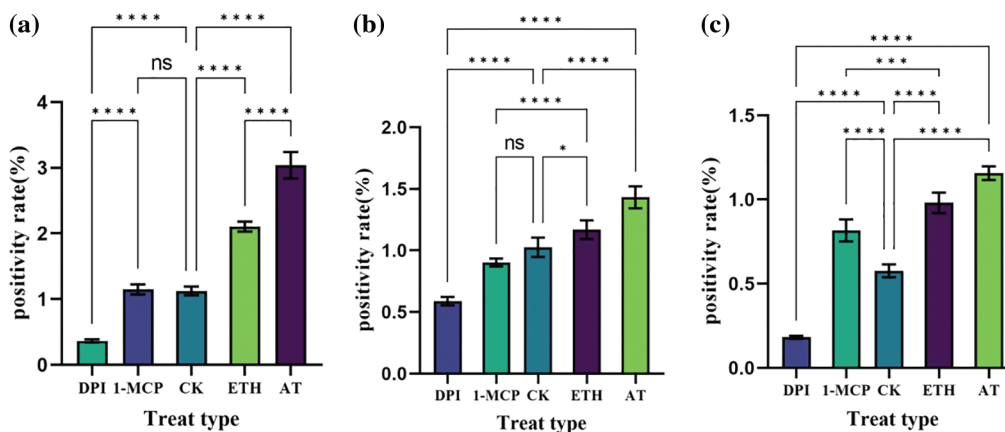 (a)
****
****
ns
****
****
****
positivity rate(%)
4
3
2
1
0
DPI 1-MCP CK ETH AT
Treat type
(b)
****
****
****
****
ns
*
positivity rate(%)
2.0
1.5
1.0
0.5
0.0
DPI 1-MCP CK ETH AT
Treat type
(c)
****
***
****
****
****
****
positivity rate(%)
1.5
1.0
0.5
0.0
DPI 1-MCP CK ETH AT
Treat type